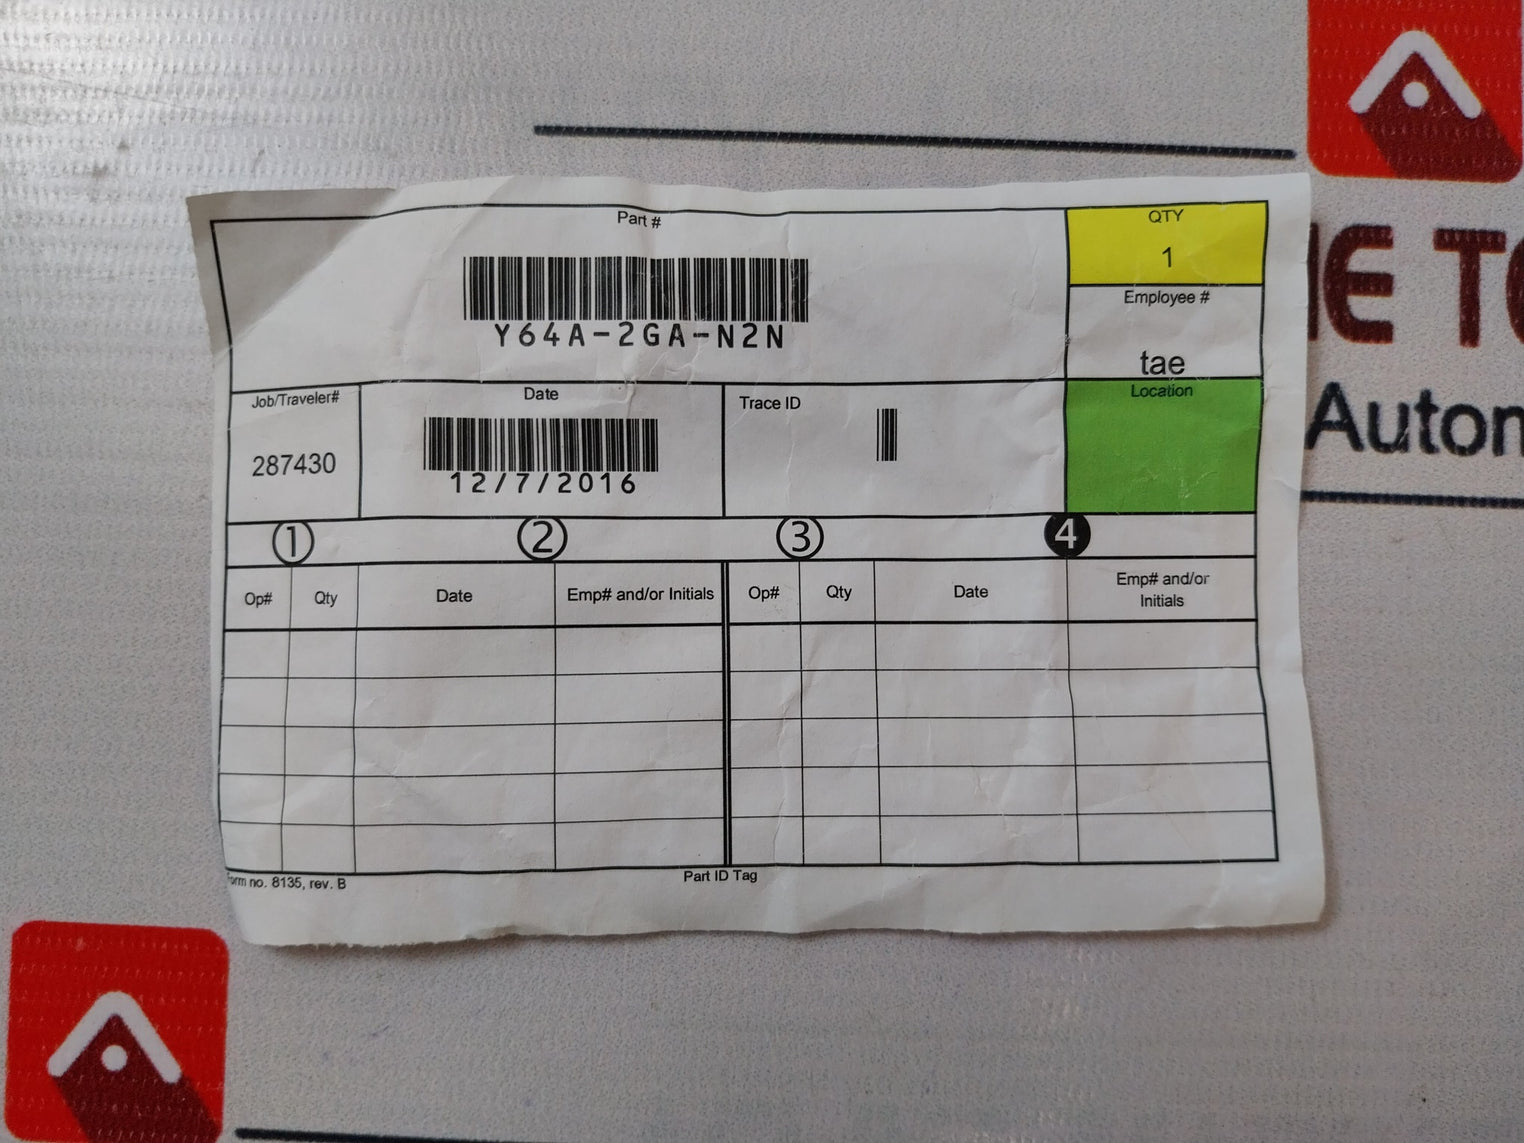 Part #
Y64A-2GA-N2N
QTY
1
Employee #
tae
Job/Traveler#
287430
Date
12/7/2016
Trace ID
Location
1 2 3 4
Op# Qty Date Emp# and/or Initials Op# Qty Date Emp# and/or
Initials
orm no. 8135, rev. B
Part ID Tag
Autom